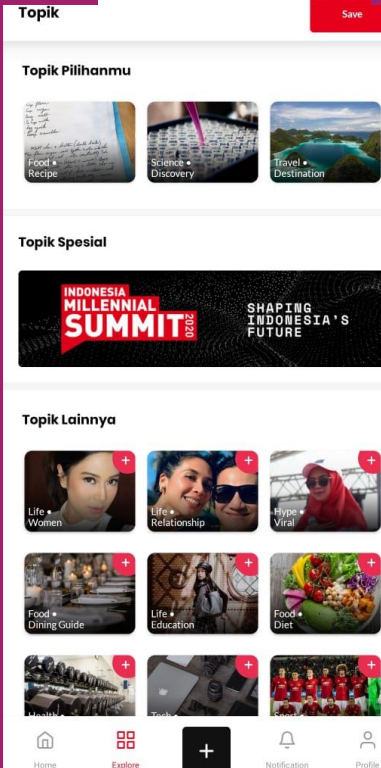 Topik
Save
Topik Pilihanmu
Food •
Recipe
Science •
Discovery
Travel •
Destination
Topik Spesial
INDONESIA
MILLENNIAL
SUMMIT 2020
SHAPING
INDONESIA'S
FUTURE
Topik Lainnya
Life •
Women
Life •
Relationship
Hype •
Viral
Food •
Dining Guide
Life •
Education
Food •
Diet
Health •
Tech •
Sport •
Home
Explore
Notification
Profile